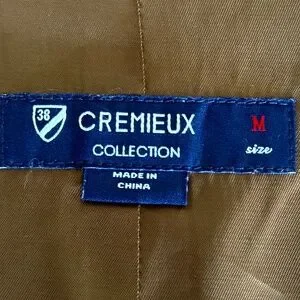 38
CREMIEUX
COLLECTION
M
size
MADE IN
CHINA